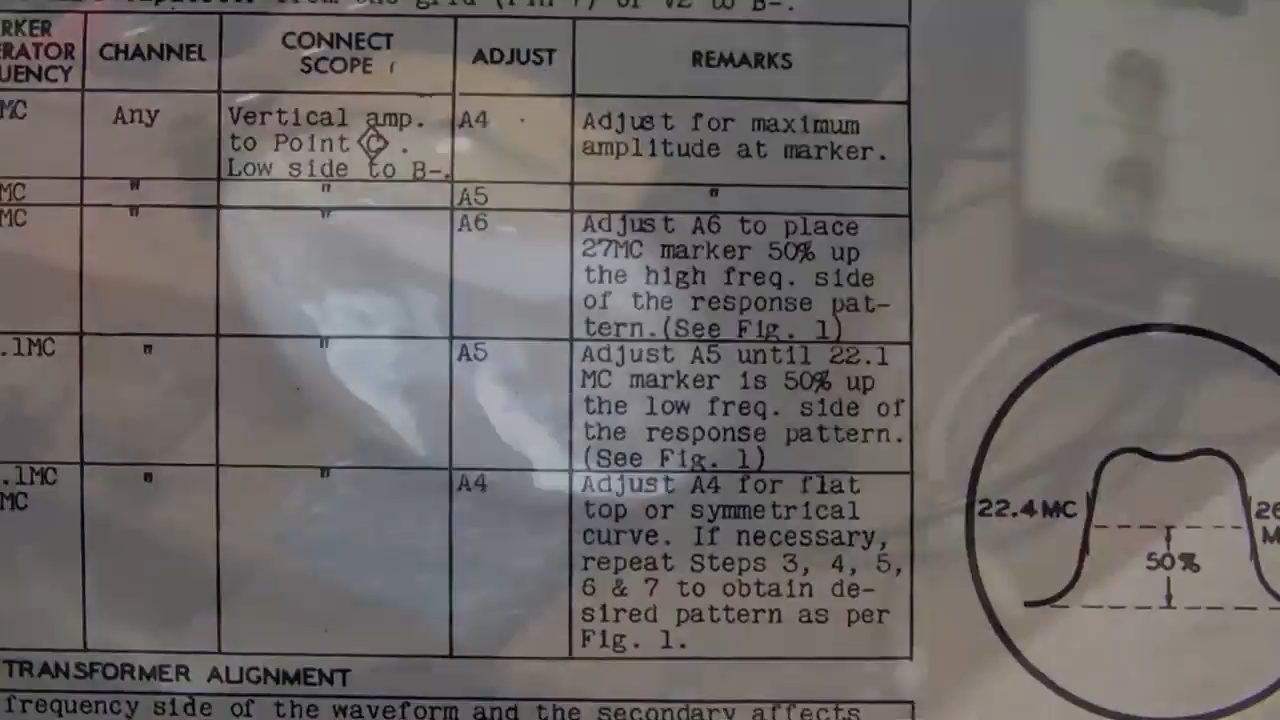 from the grid (Pin 7) of V2 to B-.
RKER
RATOR
UENCY
CHANNEL
CONNECT
SCOPE
ADJUST
REMARKS
MC
Any
Vertical amp.
to Point C .
Low side to B-.
A4
Adjust for maximum
amplitude at marker.
MC
"
"
A5
"
MC
"
"
A6
Adjust A6 to place
27MC marker 50% up
the high freq. side
of the response pat-
tern.(See Fig. 1)
.1MC
"
"
A5
Adjust A5 until 22.1
MC marker is 50% up
the low freq. side of
the response pattern.
(See Fig. 1)
.1MC
MC
"
"
A4
Adjust A4 for flat
top or symmetrical
curve. If necessary,
repeat Steps 3, 4, 5,
6 & 7 to obtain de-
sired pattern as per
Fig. 1.
22.4 MC
26
M
50%
TRANSFORMER ALIGNMENT
frequency side of the waveform and the secondary affects